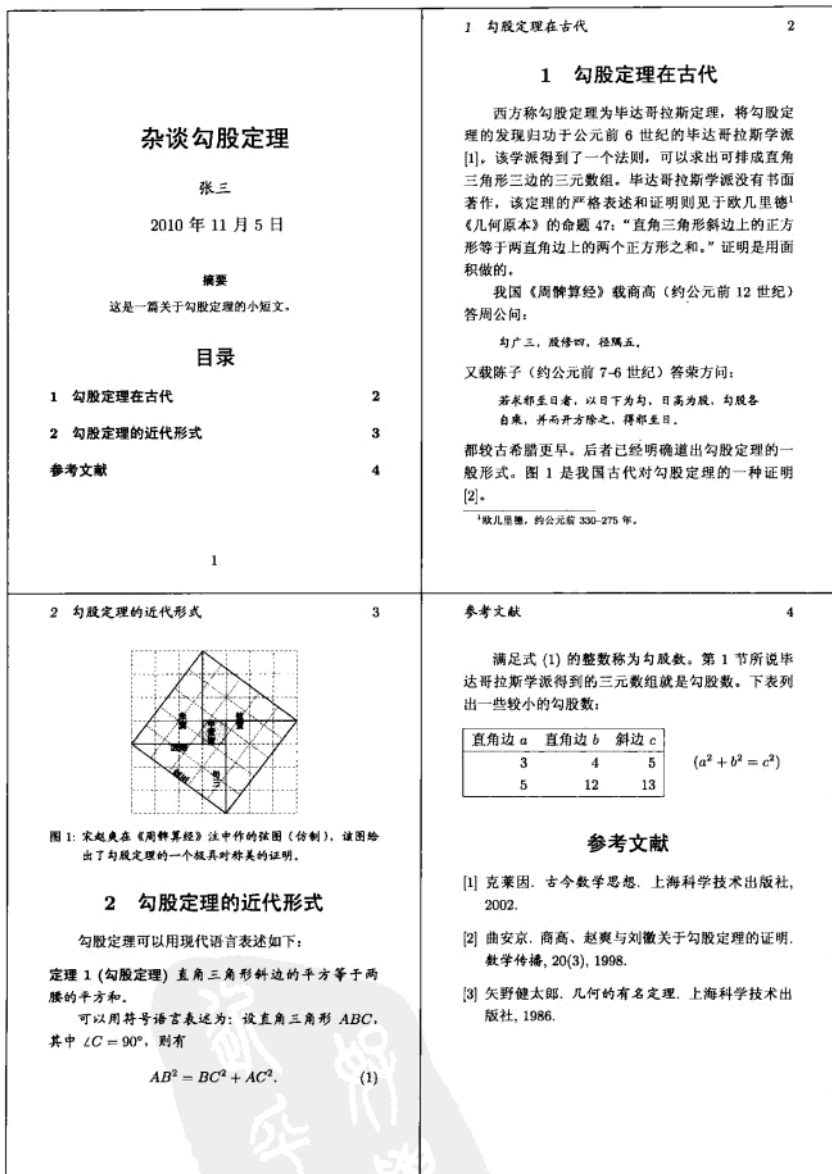 杂谈勾股定理
张三
2010 年 11 月 5 日
摘要
这是一篇关于勾股定理的小短文。
目录
1 勾股定理在古代 2
2 勾股定理的近代形式 3
参考文献 4
1
1 勾股定理在古代 2
1 勾股定理在古代
西方称勾股定理为毕达哥拉斯定理，将勾股定
理的发现归功于公元前 6 世纪的毕达哥拉斯学派
[1]。该学派得到了一个法则，可以求出可排成直角
三角形三边的三元数组。毕达哥拉斯学派没有书面
著作，该定理的严格表述和证明则见于欧几里德¹
《几何原本》的命题 47：“直角三角形斜边上的正方
形等于两直角边上的两个正方形之和。”证明是用面
积做的。
我国《周髀算经》载商高（约公元前 12 世纪）
答周公问：
勾广三，股修四，径隅五。
又载陈子（约公元前 7–6 世纪）答荣方问：
若求邪至日者，以日下为勾，日高为股，勾股各
自乘，并而开方除之，得邪至日。
都较古希腊更早。后者已经明确道出勾股定理的一
般形式。图 1 是我国古代对勾股定理的一种证明
[2]。
¹欧几里德，约公元前 330–275 年。
2 勾股定理的近代形式 3
图 1: 宋赵爽在《周髀算经》注中作的弦图（仿制），该图给
出了勾股定理的一个极具对称美的证明。
2 勾股定理的近代形式
勾股定理可以用现代语言表述如下：
定理 1 (勾股定理) 直角三角形斜边的平方等于两
腰的平方和。
可以用符号语言表述为：设直角三角形 ABC，
其中 ∠C = 90°，则有
AB² = BC² + AC². (1)
参考文献 4
满足式 (1) 的整数称为勾股数。第 1 节所说毕
达哥拉斯学派得到的三元数组就是勾股数。下表列
出一些较小的勾股数：
直角边 a 直角边 b 斜边 c
3 4 5
5 12 13
(a² + b² = c²)
参考文献
[1] 克莱因. 古今数学思想. 上海科学技术出版社,
2002.
[2] 曲安京. 商高、赵爽与刘徽关于勾股定理的证明.
数学传播, 20(3), 1998.
[3] 矢野健太郎. 几何的有名定理. 上海科学技术出
版社, 1986.